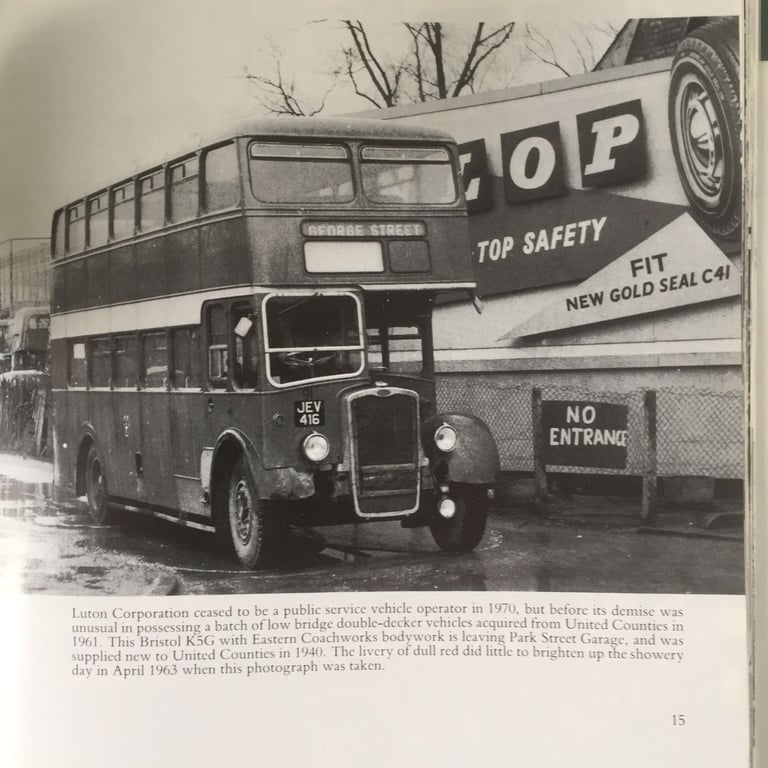 LOP
TOP SAFETY
FIT
NEW GOLD SEAL C41
GEORGE STREET
JEV
416
NO
ENTRANCE
Luton Corporation ceased to be a public service vehicle operator in 1970, but before its demise was
unusual in possessing a batch of low bridge double-decker vehicles acquired from United Counties in
1961. This Bristol K5G with Eastern Coachworks bodywork is leaving Park Street Garage, and was
supplied new to United Counties in 1940. The livery of dull red did little to brighten up the showery
day in April 1963 when this photograph was taken.
15